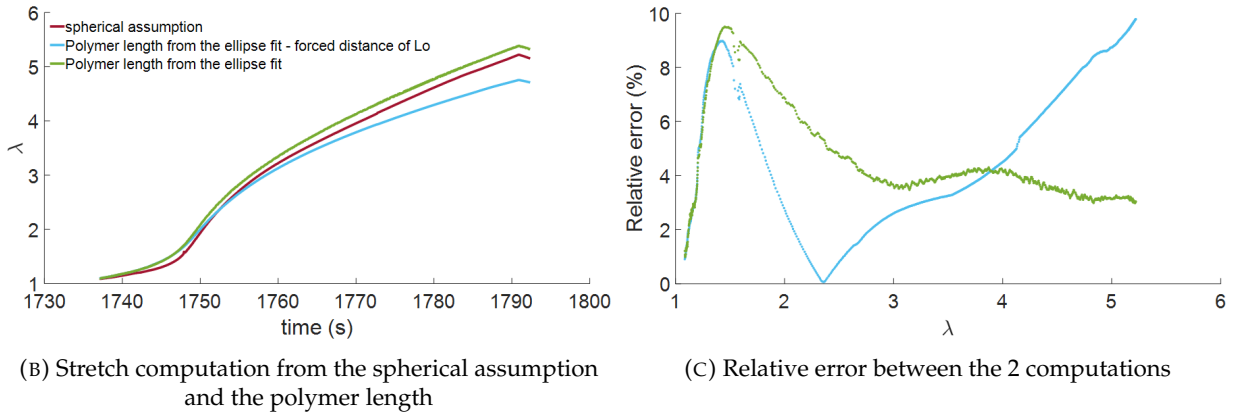 spherical assumption
Polymer length from the ellipse fit - forced distance of Lo
Polymer length from the ellipse fit
6
5
4
3
2
1
λ
1730 1740 1750 1760 1770 1780 1790 1800
time (s)
(B) Stretch computation from the spherical assumption
and the polymer length
10
8
6
4
2
0
Relative error (%)
1 2 3 4 5 6
λ
(C) Relative error between the 2 computations